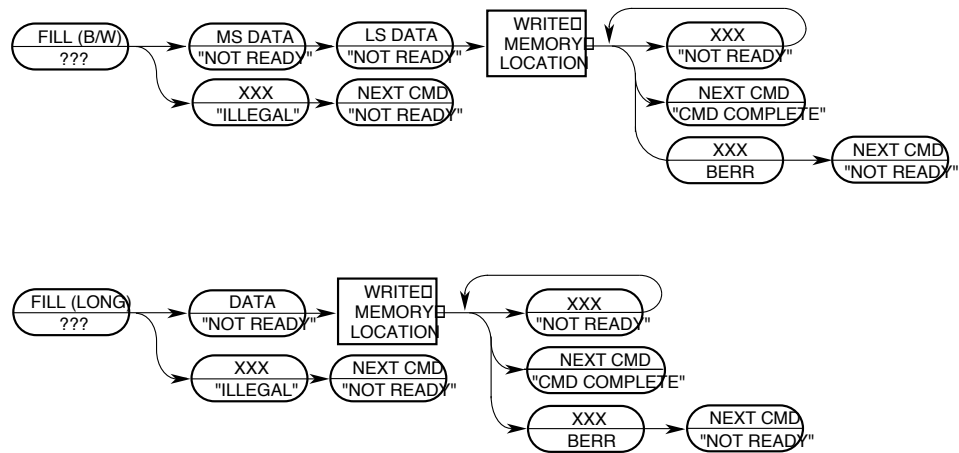 FILL (B/W)
???
MS DATA
"NOT READY"
LS DATA
"NOT READY"
WRITE
MEMORY
LOCATION
XXX
"NOT READY"
XXX
"ILLEGAL"
NEXT CMD
"NOT READY"
NEXT CMD
"CMD COMPLETE"
XXX
BERR
NEXT CMD
"NOT READY"
FILL (LONG)
???
DATA
"NOT READY"
WRITE
MEMORY
LOCATION
XXX
"NOT READY"
XXX
"ILLEGAL"
NEXT CMD
"NOT READY"
NEXT CMD
"CMD COMPLETE"
XXX
BERR
NEXT CMD
"NOT READY"